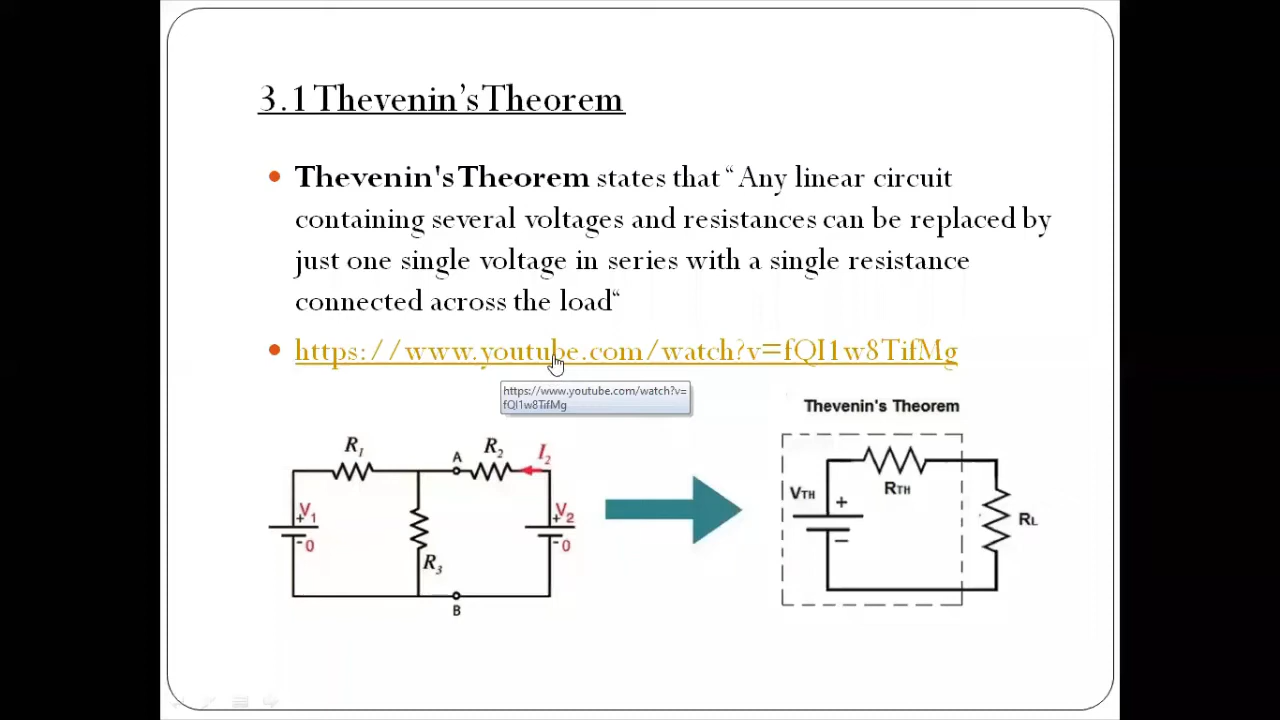 3.1 Thevenin's Theorem
• Thevenin's Theorem states that “Any linear circuit
containing several voltages and resistances can be replaced by
just one single voltage in series with a single resistance
connected across the load“
• https://www.youtube.com/watch?v=fQI1w8TifMg
https://www.youtube.com/watch?v=
fQI1w8TifMg
Thevenin's Theorem
R1
A
R2
I2
V1
+
-
0
R3
V2
+
-
0
B
VTH
+
−
RTH
RL